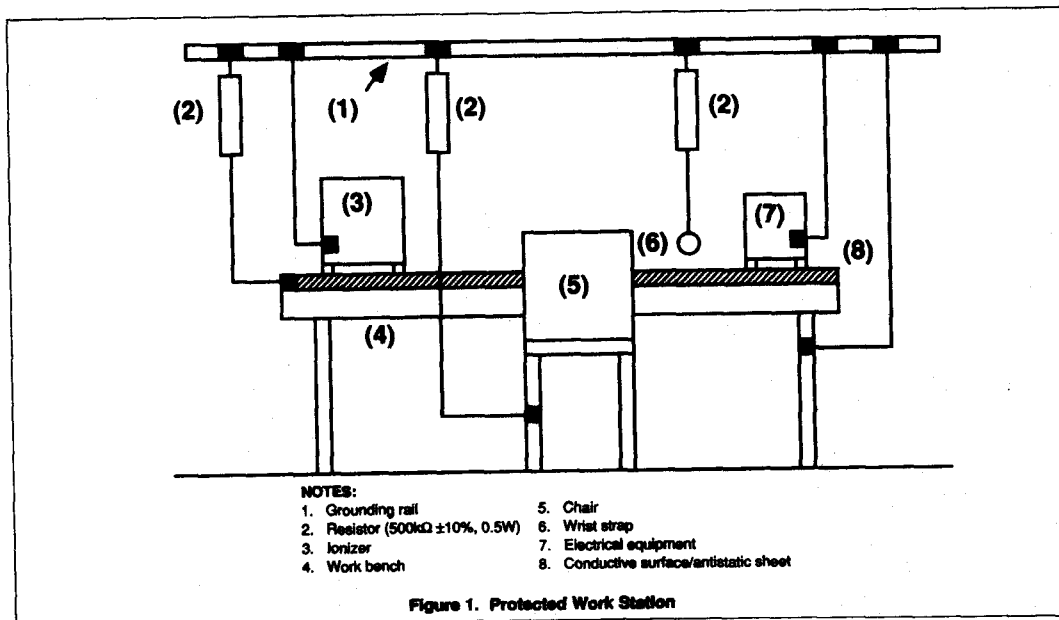 (2)
(1)
(2)
(2)
(3)
(7)
(6)
(8)
(5)
(4)
NOTES:
1. Grounding rail
2. Resistor (500kΩ ±10%, 0.5W)
3. Ionizer
4. Work bench
5. Chair
6. Wrist strap
7. Electrical equipment
8. Conductive surface/antistatic sheet
Figure 1. Protected Work Station